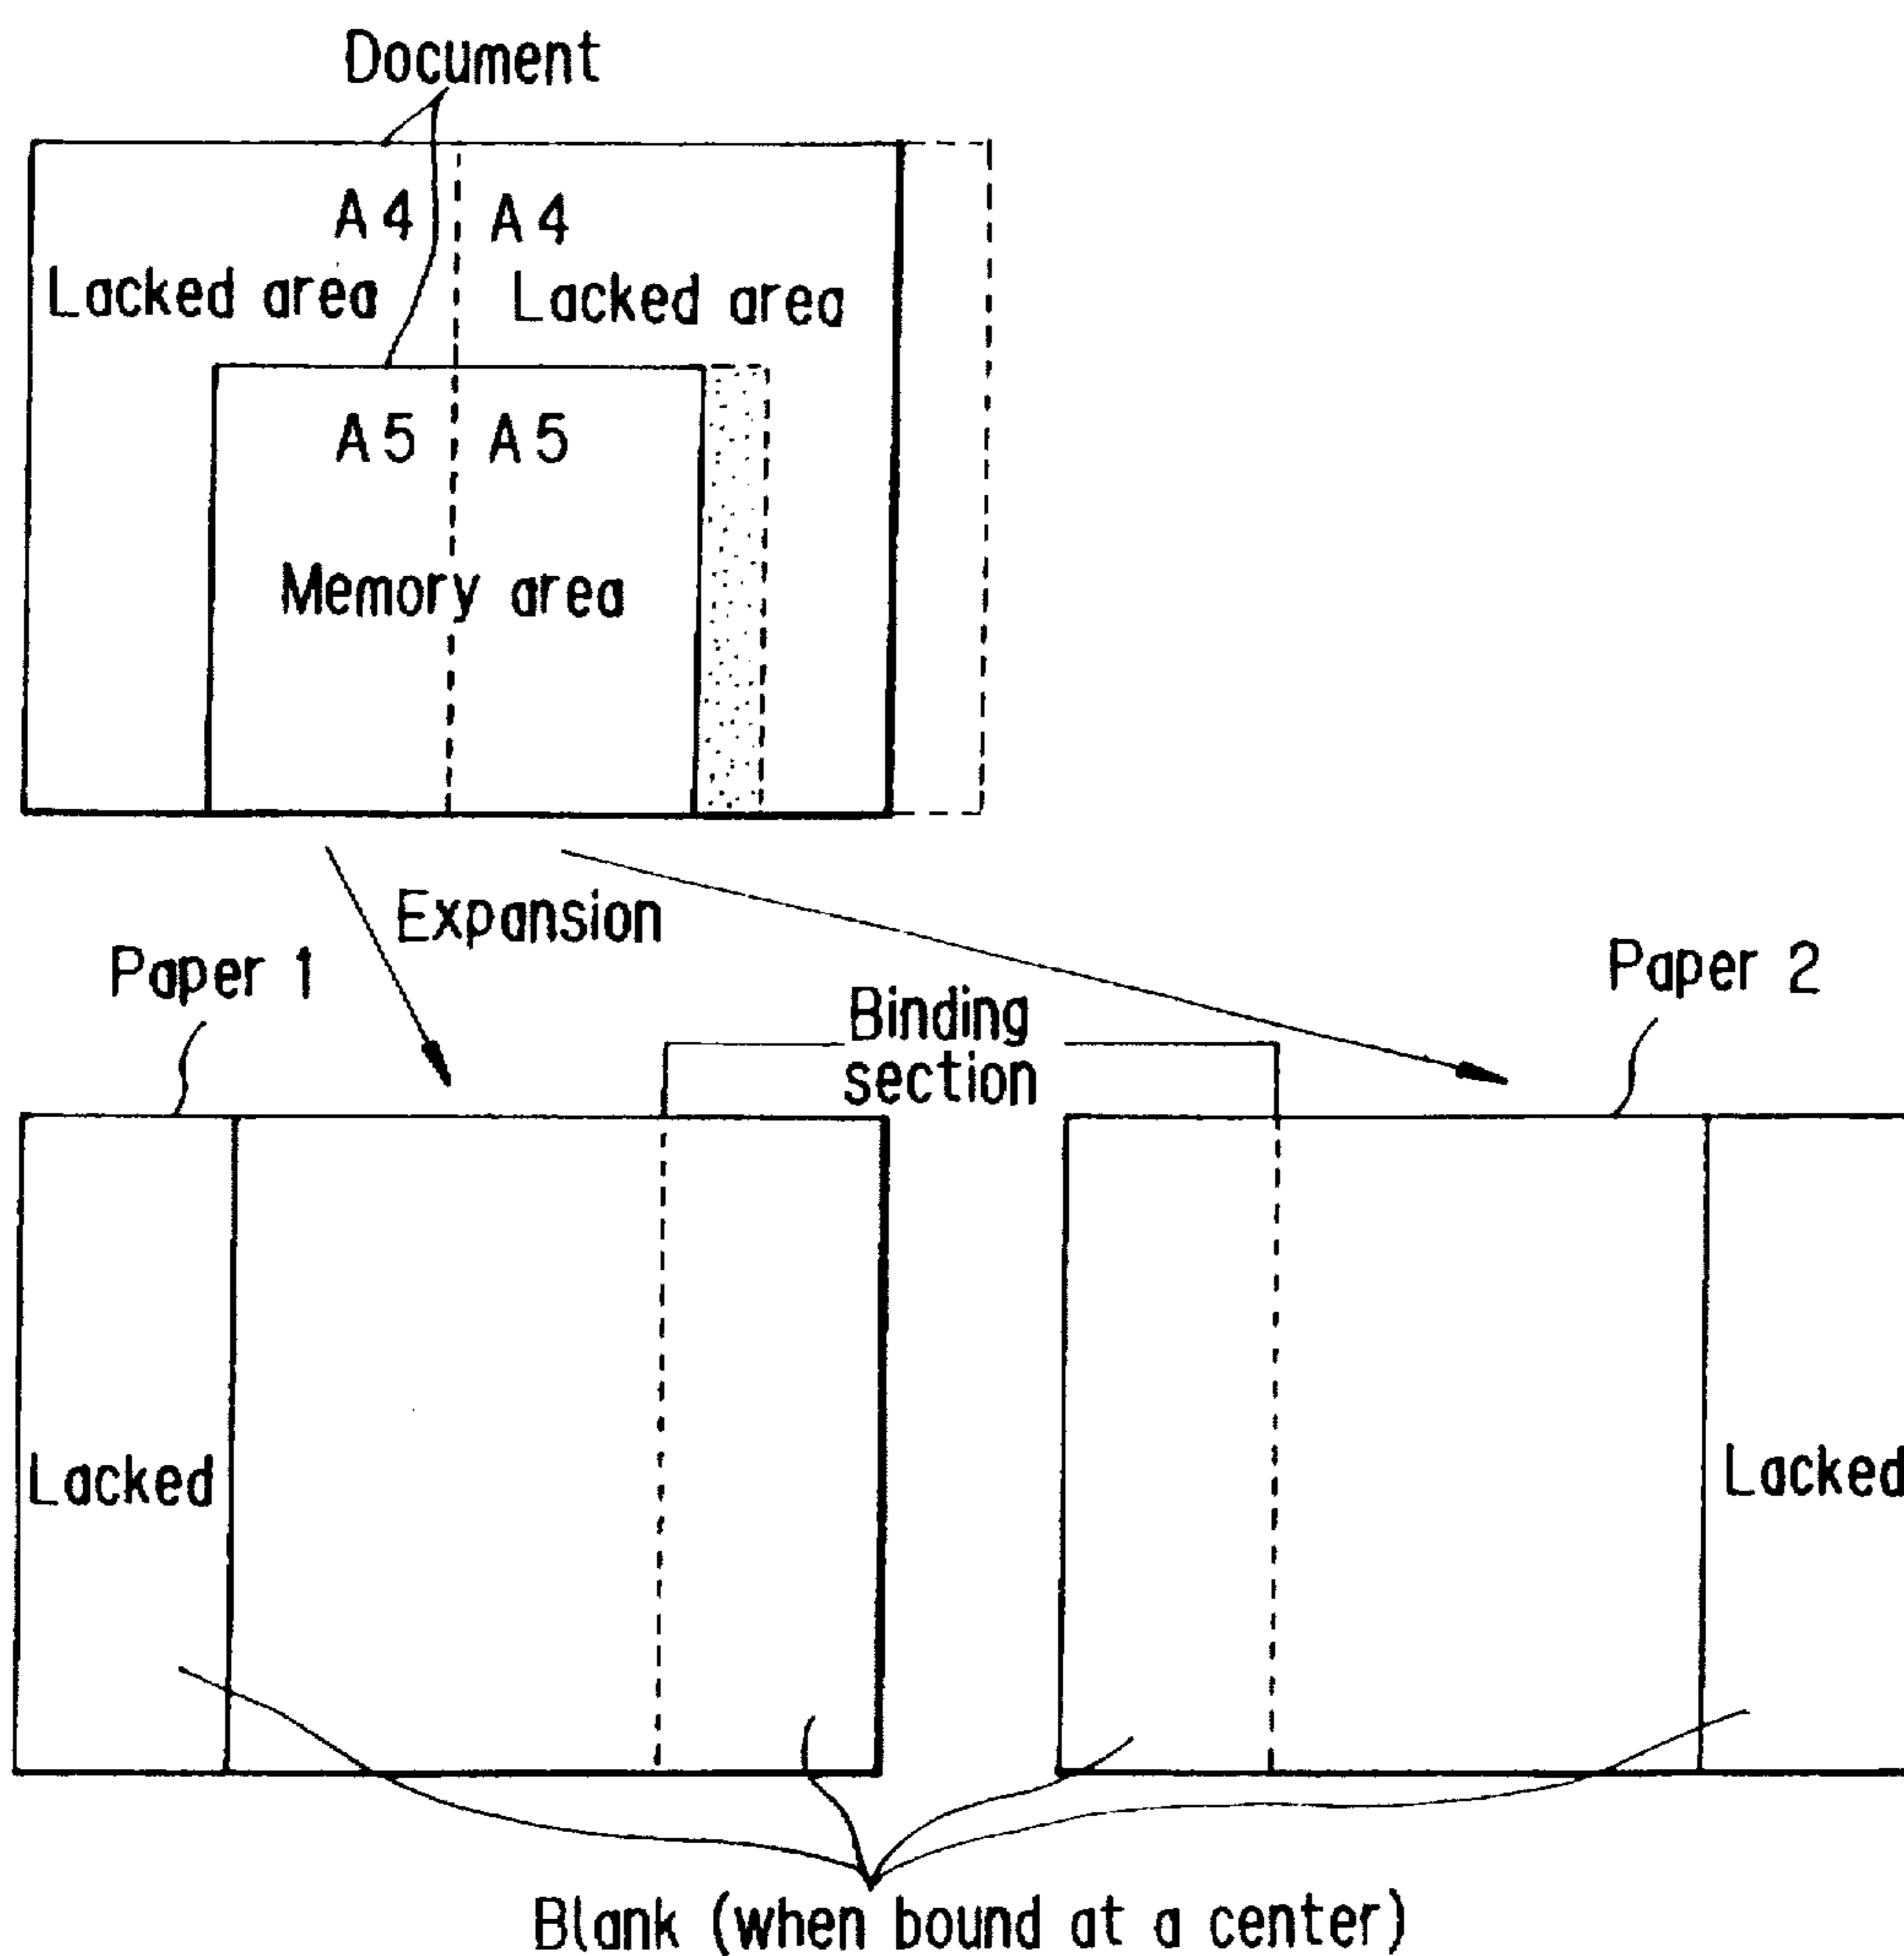 Document
A4 A4
Lacked area Lacked area
A5 A5
Memory area
Expansion
Paper 1
Paper 2
Binding
section
Lacked
Lacked
Blank (when bound at a center)